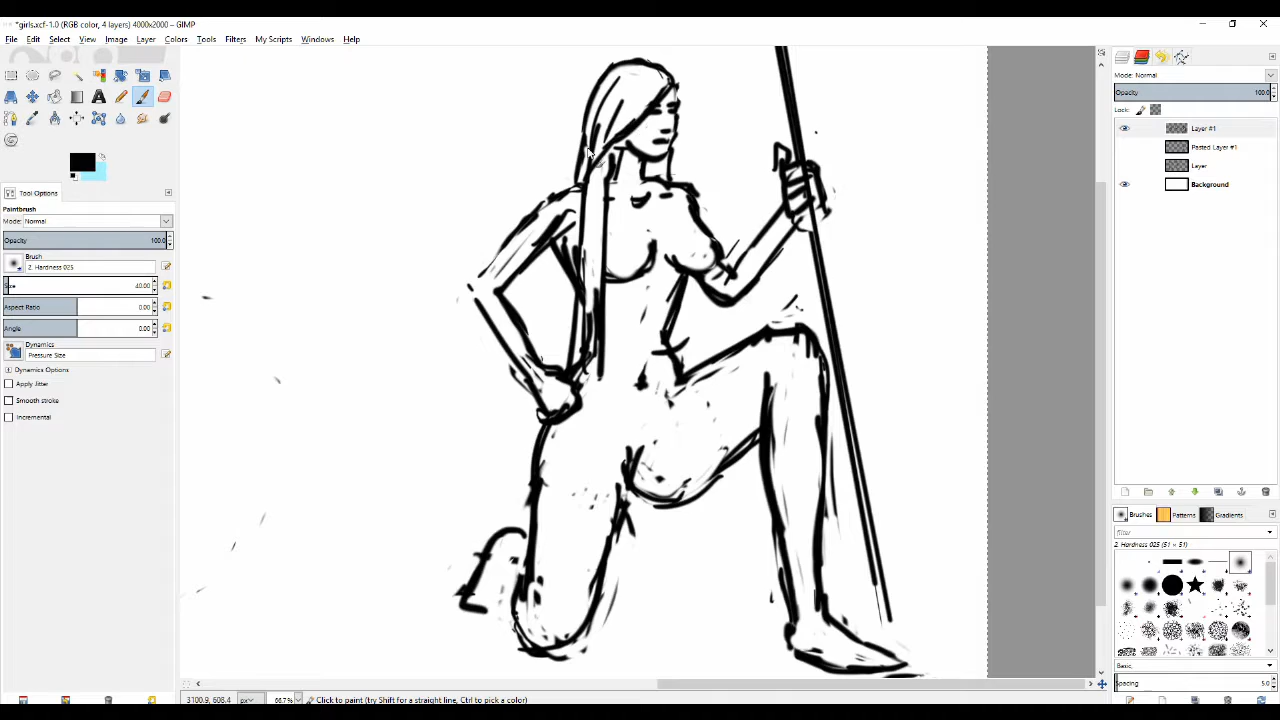 *girls.xcf-1.0 (RGB color, 4 layers) 4000x2000 – GIMP
File Edit Select View Image Layer Colors Tools Filters My Scripts Windows Help
Tool Options
Paintbrush
Mode: Normal
Opacity 100.0
Brush
2. Hardness 025
Size 40.00
Aspect Ratio 0.00
Angle 0.00
Dynamics
Pressure Size
Dynamics Options
Apply Jitter
Smooth stroke
Incremental
Mode: Normal
Opacity 100.0
Lock:
Layer #1
Pasted Layer #1
Layer
Background
Brushes Patterns Gradients
filter
2. Hardness 025 (51 × 51)
Basic,
Spacing 5.0
3100.9, 608.4 px 66.7% Click to paint (try Shift for a straight line, Ctrl to pick a color)